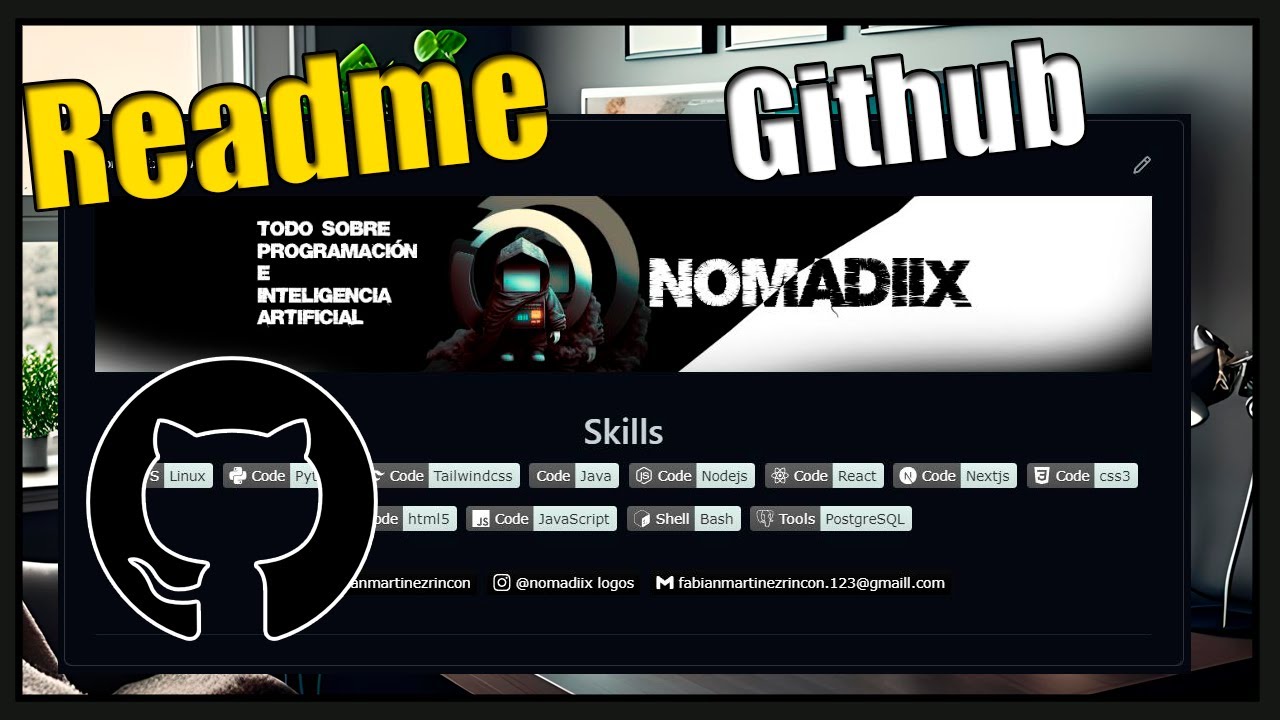 Readme
Github
TODO SOBRE
PROGRAMACIÓN
E
INTELIGENCIA
ARTIFICIAL
NOMADIIX
Skills
S Linux Code Code Tailwindcss Code Java Code Nodejs Code React Code Nextjs Code css3
html5 Code JavaScript Shell Bash Tools PostgreSQL
anmartinezrincon @nomadiix logos fabianmartinezrincon.123@gmaill.com